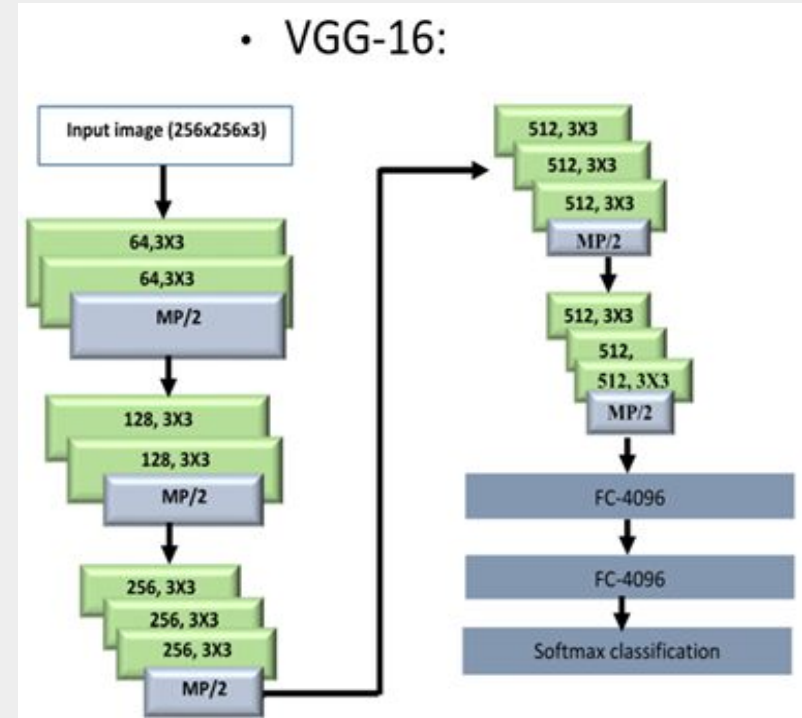 • VGG-16:
Input image (256x256x3)
64,3X3
64,3X3
MP/2
128, 3X3
128, 3X3
MP/2
256, 3X3
256, 3X3
256, 3X3
MP/2
512, 3X3
512, 3X3
512, 3X3
MP/2
512, 3X3
512,
512, 3X3
MP/2
FC-4096
FC-4096
Softmax classification